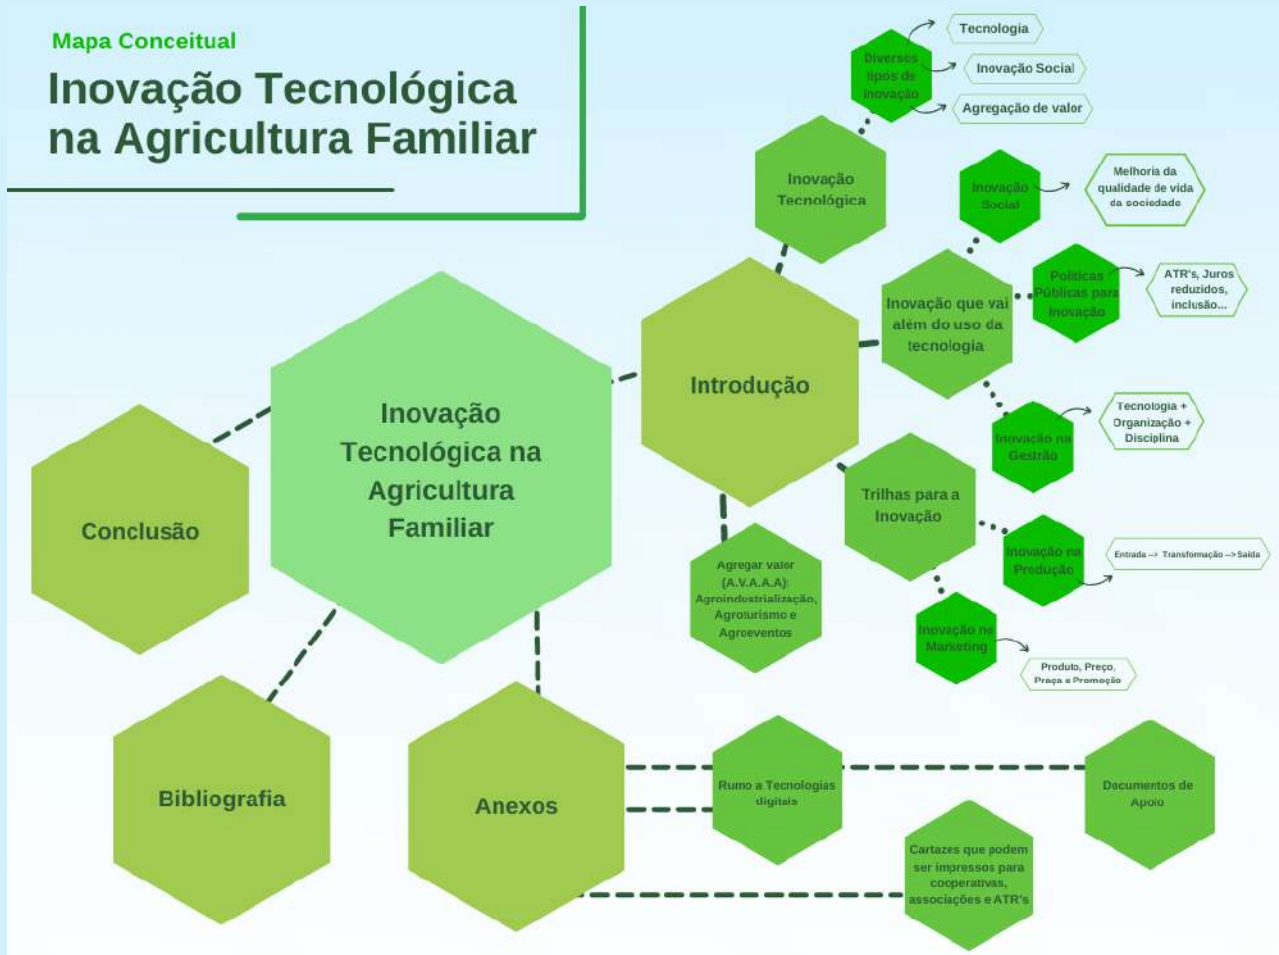 Mapa Conceitual
Inovação Tecnológica
na Agricultura Familiar
Diversos
tipos de
Inovação
Tecnologia
Inovação Social
Agregação de valor
Inovação
Tecnológica
Inovação
Social
Melhoria da
qualidade de vida
da sociedade
Políticas
Públicas para
Inovação
ATR's, Juros
reduzidos,
inclusão...
Inovação que vai
além do uso da
tecnologia
Inovação na
Gestão
Tecnologia +
Organização +
Disciplina
Introdução
Inovação
Tecnológica na
Agricultura
Familiar
Conclusão
Trilhas para a
Inovação
Inovação na
Produção
Entrada --> Transformação --> Saída
Inovação no
Marketing
Produto, Preço,
Praça e Promoção
Agregar valor
(A.V.A.A.A):
Agroindustrialização,
Agroturismo e
Agroeventos
Bibliografia
Anexos
Rumo a Tecnologias
digitais
Documentos de
Apoio
Cartazes que podem
ser impressos para
cooperativas,
associações e ATR's